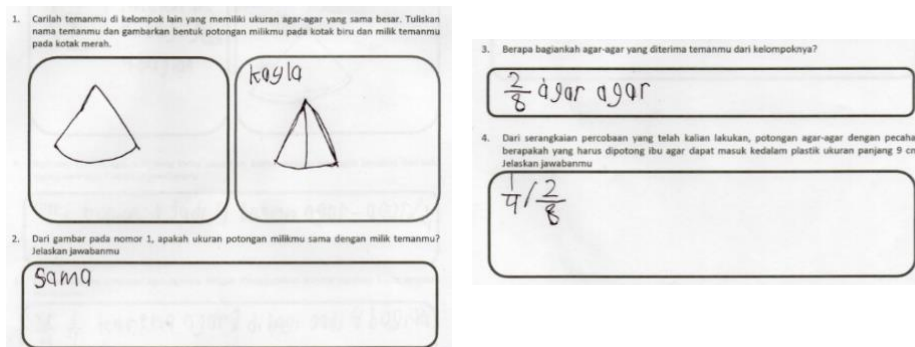 1. Carilah temanmu di kelompok lain yang memiliki ukuran agar-agar yang sama besar. Tuliskan
nama temanmu dan gambarkan bentuk potongan milikmu pada kotak biru dan milik temanmu
pada kotak merah.
kayla
2. Dari gambar pada nomor 1, apakah ukuran potongan milikmu sama dengan milik temanmu?
Jelaskan jawabanmu
sama
3. Berapa bagiankah agar-agar yang diterima temanmu dari kelompoknya?
2/8 agar agar
4. Dari serangkaian percobaan yang telah kalian lakukan, potongan agar-agar dengan pecaha
berapakah yang harus dipotong ibu agar dapat masuk kedalam plastik ukuran panjang 9 cm
Jelaskan jawabanmu
1/4 / 2/8